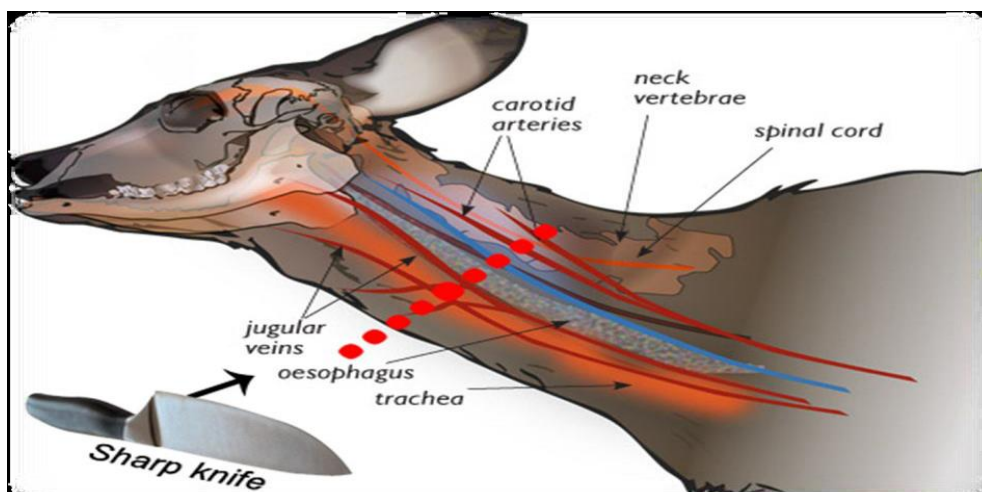 neck
vertebrae
carotid
arteries
spinal cord
jugular
veins
oesophagus
trachea
Sharp knife